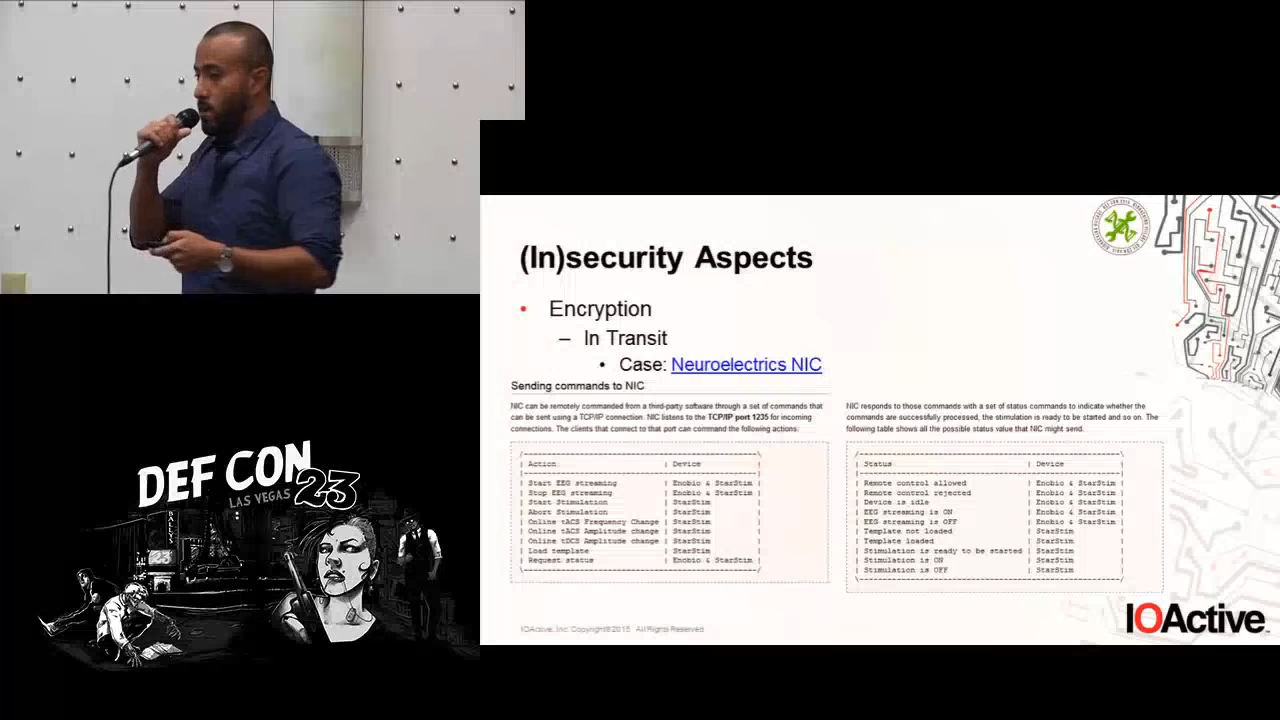 (In)security Aspects
• Encryption
– In Transit
• Case: Neuroelectrics NIC
Sending commands to NIC
NIC can be remotely commanded from a third-party software through a set of commands that
can be sent using a TCP/IP connection. NIC listens to the TCP/IP port 1235 for incoming
connections. The clients that connect to that port can command the following actions:
| Action | Device |
| Start EEG streaming | Enobio & StarStim |
| Stop EEG streaming | Enobio & StarStim |
| Start Stimulation | StarStim |
| Abort Stimulation | StarStim |
| Online tACS Frequency Change | StarStim |
| Online tACS Amplitude change | StarStim |
| Online tDCS Amplitude change | StarStim |
| Load template | StarStim |
| Request status | Enobio & StarStim |
NIC responds to those commands with a set of status commands to indicate whether the
commands are successfully processed, the stimulation is ready to be started and so on. The
following table shows all the possible status value that NIC might send.
| Status | Device |
| Remote control allowed | Enobio & StarStim |
| Remote control rejected | Enobio & StarStim |
| Device is idle | Enobio & StarStim |
| EEG streaming is ON | Enobio & StarStim |
| EEG streaming is OFF | Enobio & StarStim |
| Template not loaded | StarStim |
| Template loaded | StarStim |
| Stimulation is ready to be started | StarStim |
| Stimulation is ON | StarStim |
| Stimulation is OFF | StarStim |
IOActive, Inc. Copyright ©2015. All Rights Reserved.
IOActive
DEF CON
LAS VEGAS 23
BALLY